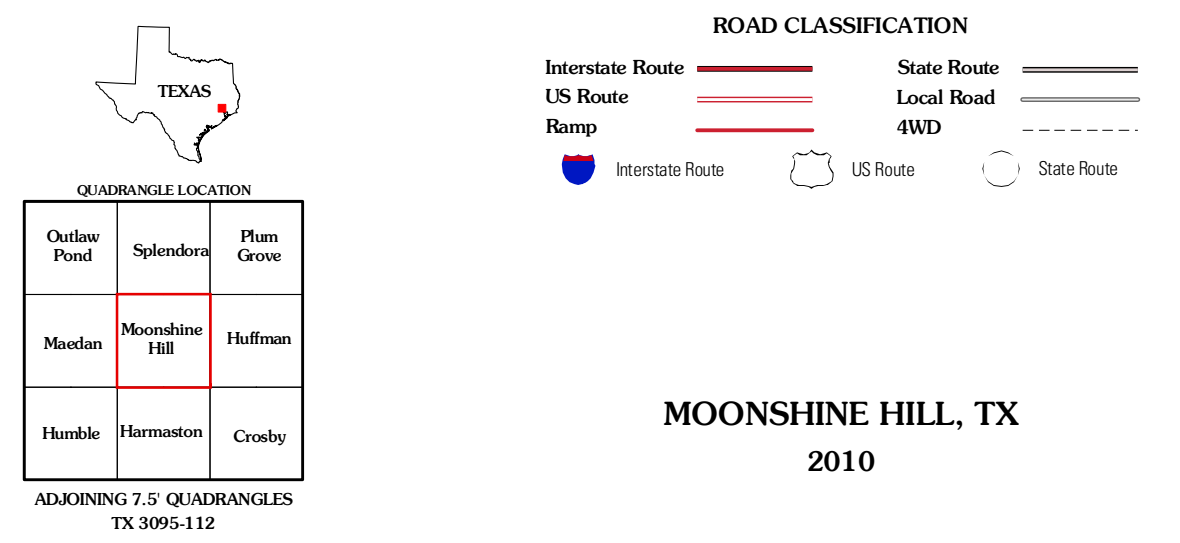 TEXAS
QUADRANGLE LOCATION
Outlaw
Pond
Splendora
Plum
Grove
Maedan
Moonshine
Hill
Huffman
Humble
Harmaston
Crosby
ADJOINING 7.5' QUADRANGLES
TX 3095-112
ROAD CLASSIFICATION
Interstate Route
State Route
US Route
Local Road
Ramp
4WD
Interstate Route
US Route
State Route
MOONSHINE HILL, TX
2010